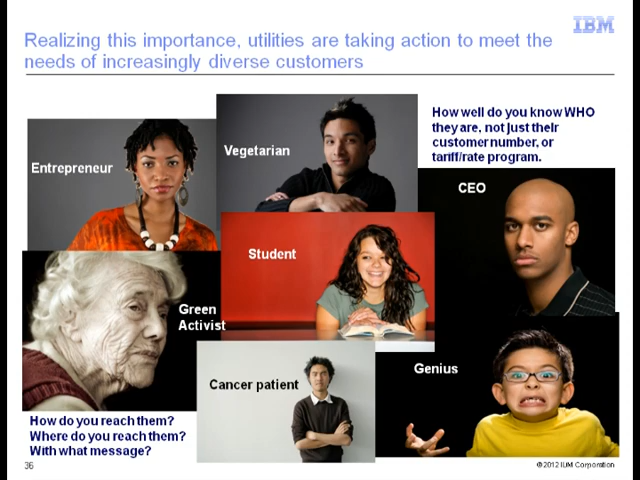 IBM
Realizing this importance, utilities are taking action to meet the
needs of increasingly diverse customers
How well do you know WHO
they are, not just their
customer number, or
tariff/rate program.
Entrepreneur
Vegetarian
CEO
Student
Green
Activist
Cancer patient
Genius
How do you reach them?
Where do you reach them?
With what message?
36
© 2012 IBM Corporation